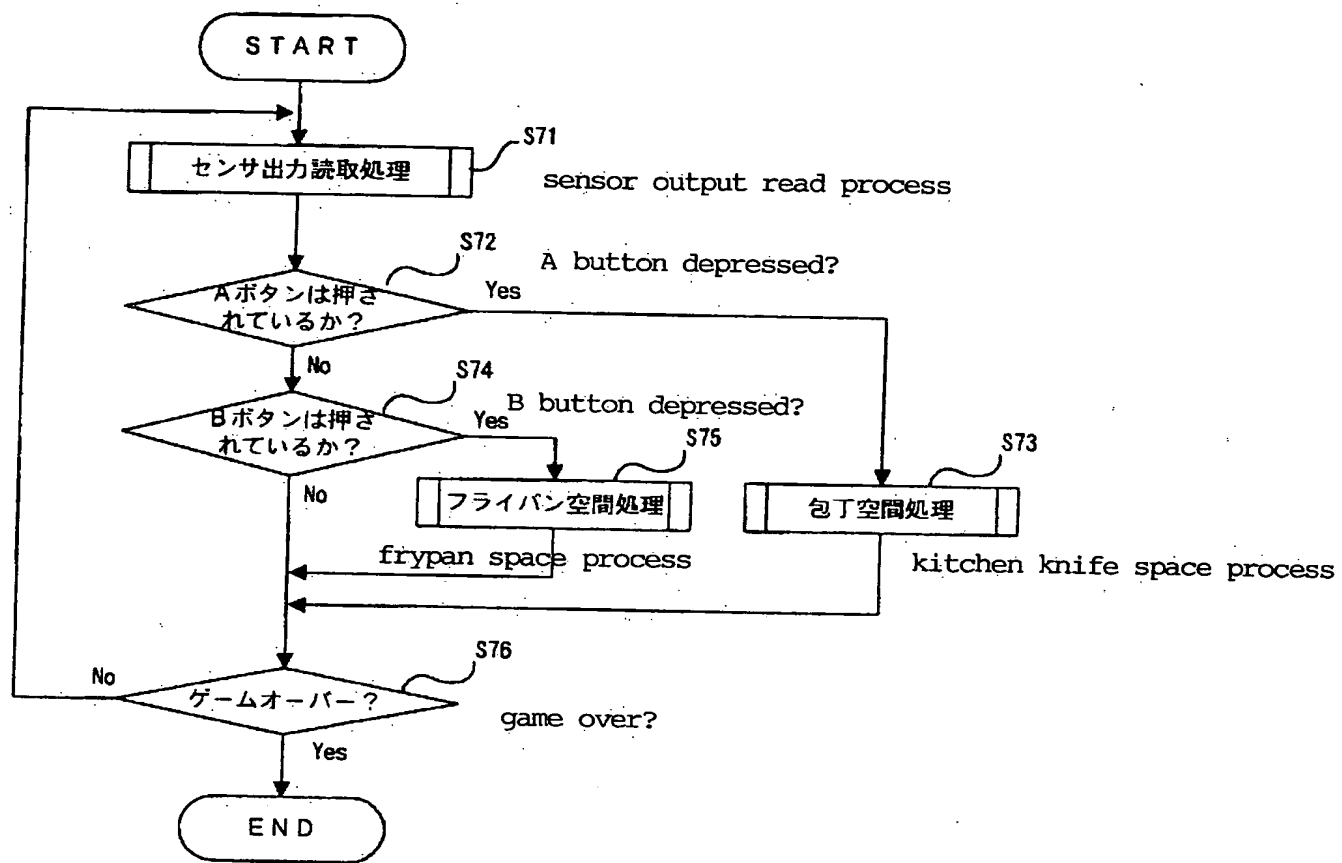 START
S71
センサ出力読取処理
sensor output read process
S72
A button depressed?
Aボタンは押さ
れているか?
Yes
No
S74
B button depressed?
Bボタンは押さ
れているか?
Yes
No
S75
フライパン空間処理
frypan space process
S73
包丁空間処理
kitchen knife space process
S76
No
ゲームオーバー?
game over?
Yes
END